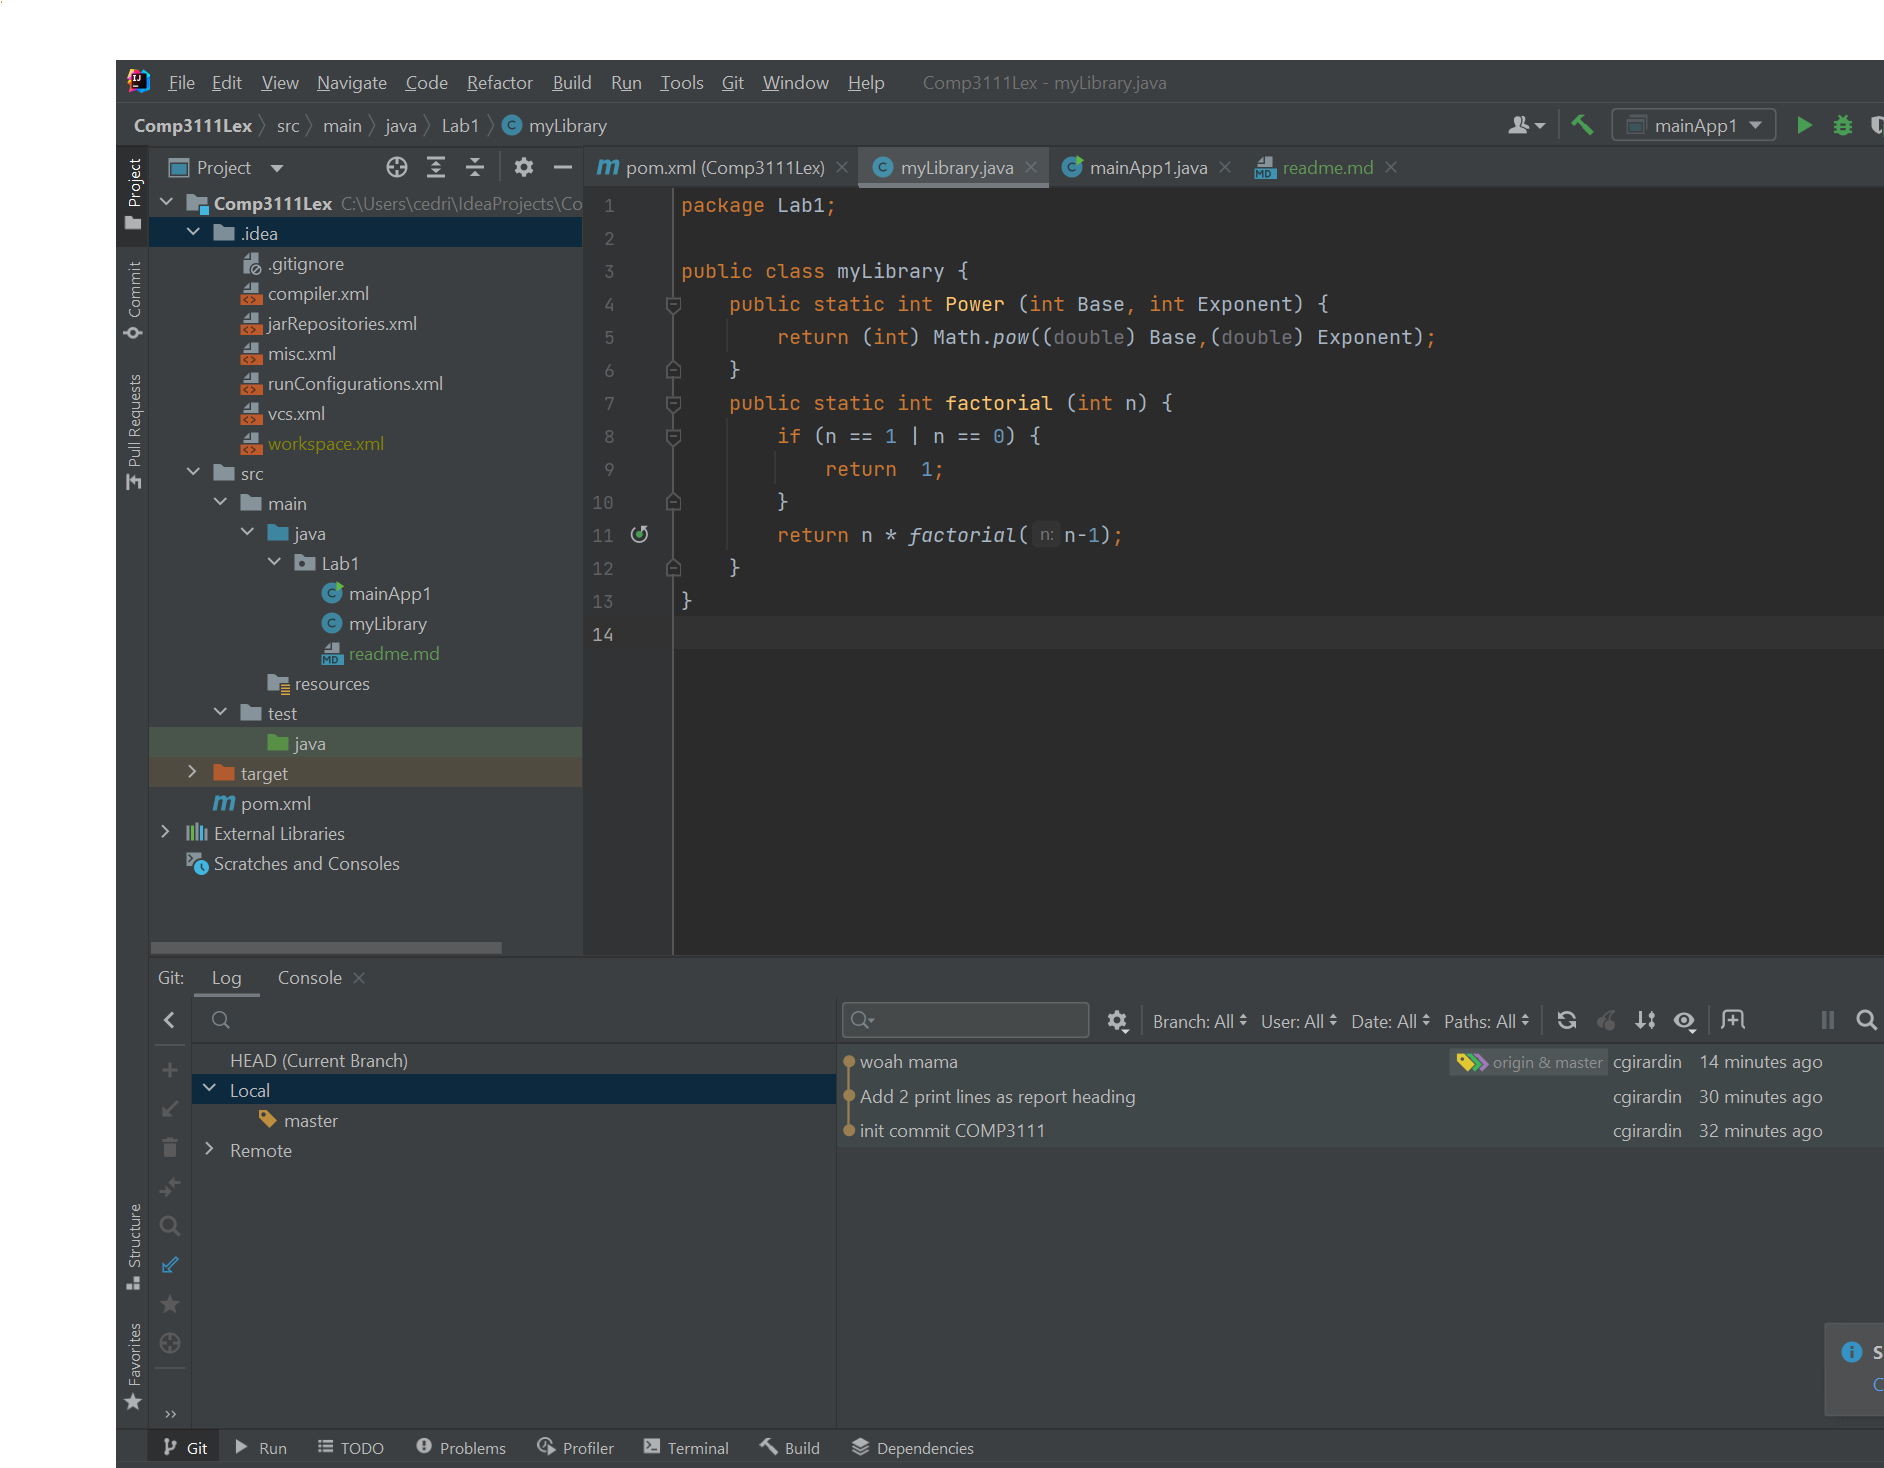 File Edit View Navigate Code Refactor Build Run Tools Git Window Help Comp3111Lex - myLibrary.java
Comp3111Lex src main java Lab1 myLibrary mainApp1
Project
Commit
Pull Requests
Structure
Favorites
Project
Comp3111Lex C:\Users\cedri\IdeaProjects\Co
.idea
.gitignore
compiler.xml
jarRepositories.xml
misc.xml
runConfigurations.xml
vcs.xml
workspace.xml
src
main
java
Lab1
mainApp1
myLibrary
readme.md
resources
test
java
target
pom.xml
External Libraries
Scratches and Consoles
pom.xml (Comp3111Lex) myLibrary.java mainApp1.java readme.md
1 package Lab1;
2
3 public class myLibrary {
4 public static int Power (int Base, int Exponent) {
5 return (int) Math.pow((double) Base,(double) Exponent);
6 }
7 public static int factorial (int n) {
8 if (n == 1 | n == 0) {
9 return  1;
10 }
11 return n * factorial( n: n-1);
12 }
13 }
14
Git: Log Console
HEAD (Current Branch)
Local
master
Remote
Branch: All User: All Date: All Paths: All
woah mama origin & master cgirardin 14 minutes ago
Add 2 print lines as report heading cgirardin 30 minutes ago
init commit COMP3111 cgirardin 32 minutes ago
S
C
Git Run TODO Problems Profiler Terminal Build Dependencies